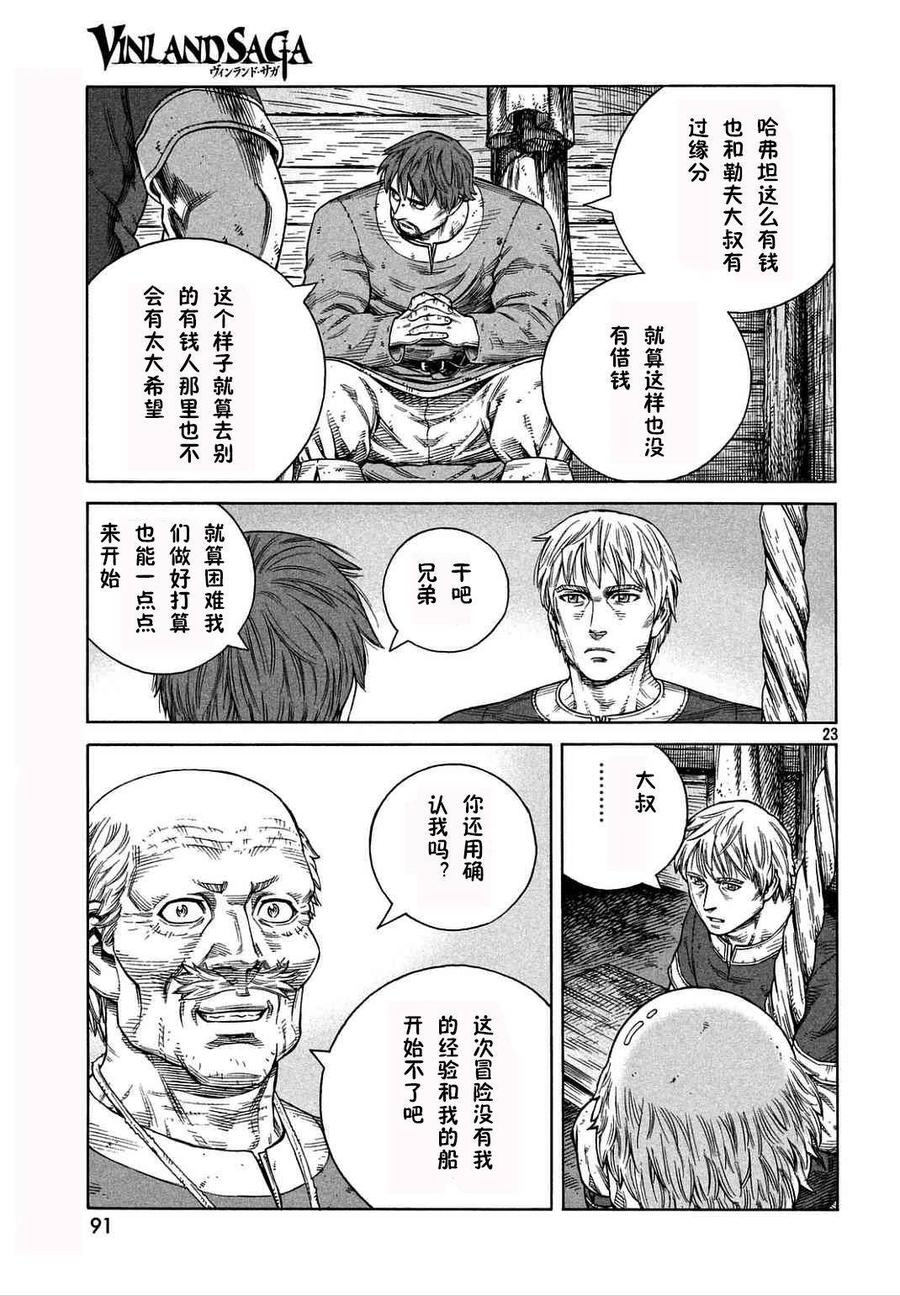 VINLAND SAGA
ヴィンランド・サガ
哈弗坦这么有钱
也和勒夫大叔有
过缘分
就算这样也没
有借钱
这个样子就算去别
的有钱人那里也不
会有太大希望
干吧
兄弟
就算困难我
们做好打算
也能一点点
来开始
23
大叔
………
你还用确
认我吗？
这次冒险没有我
的经验和我的船
开始不了吧
91